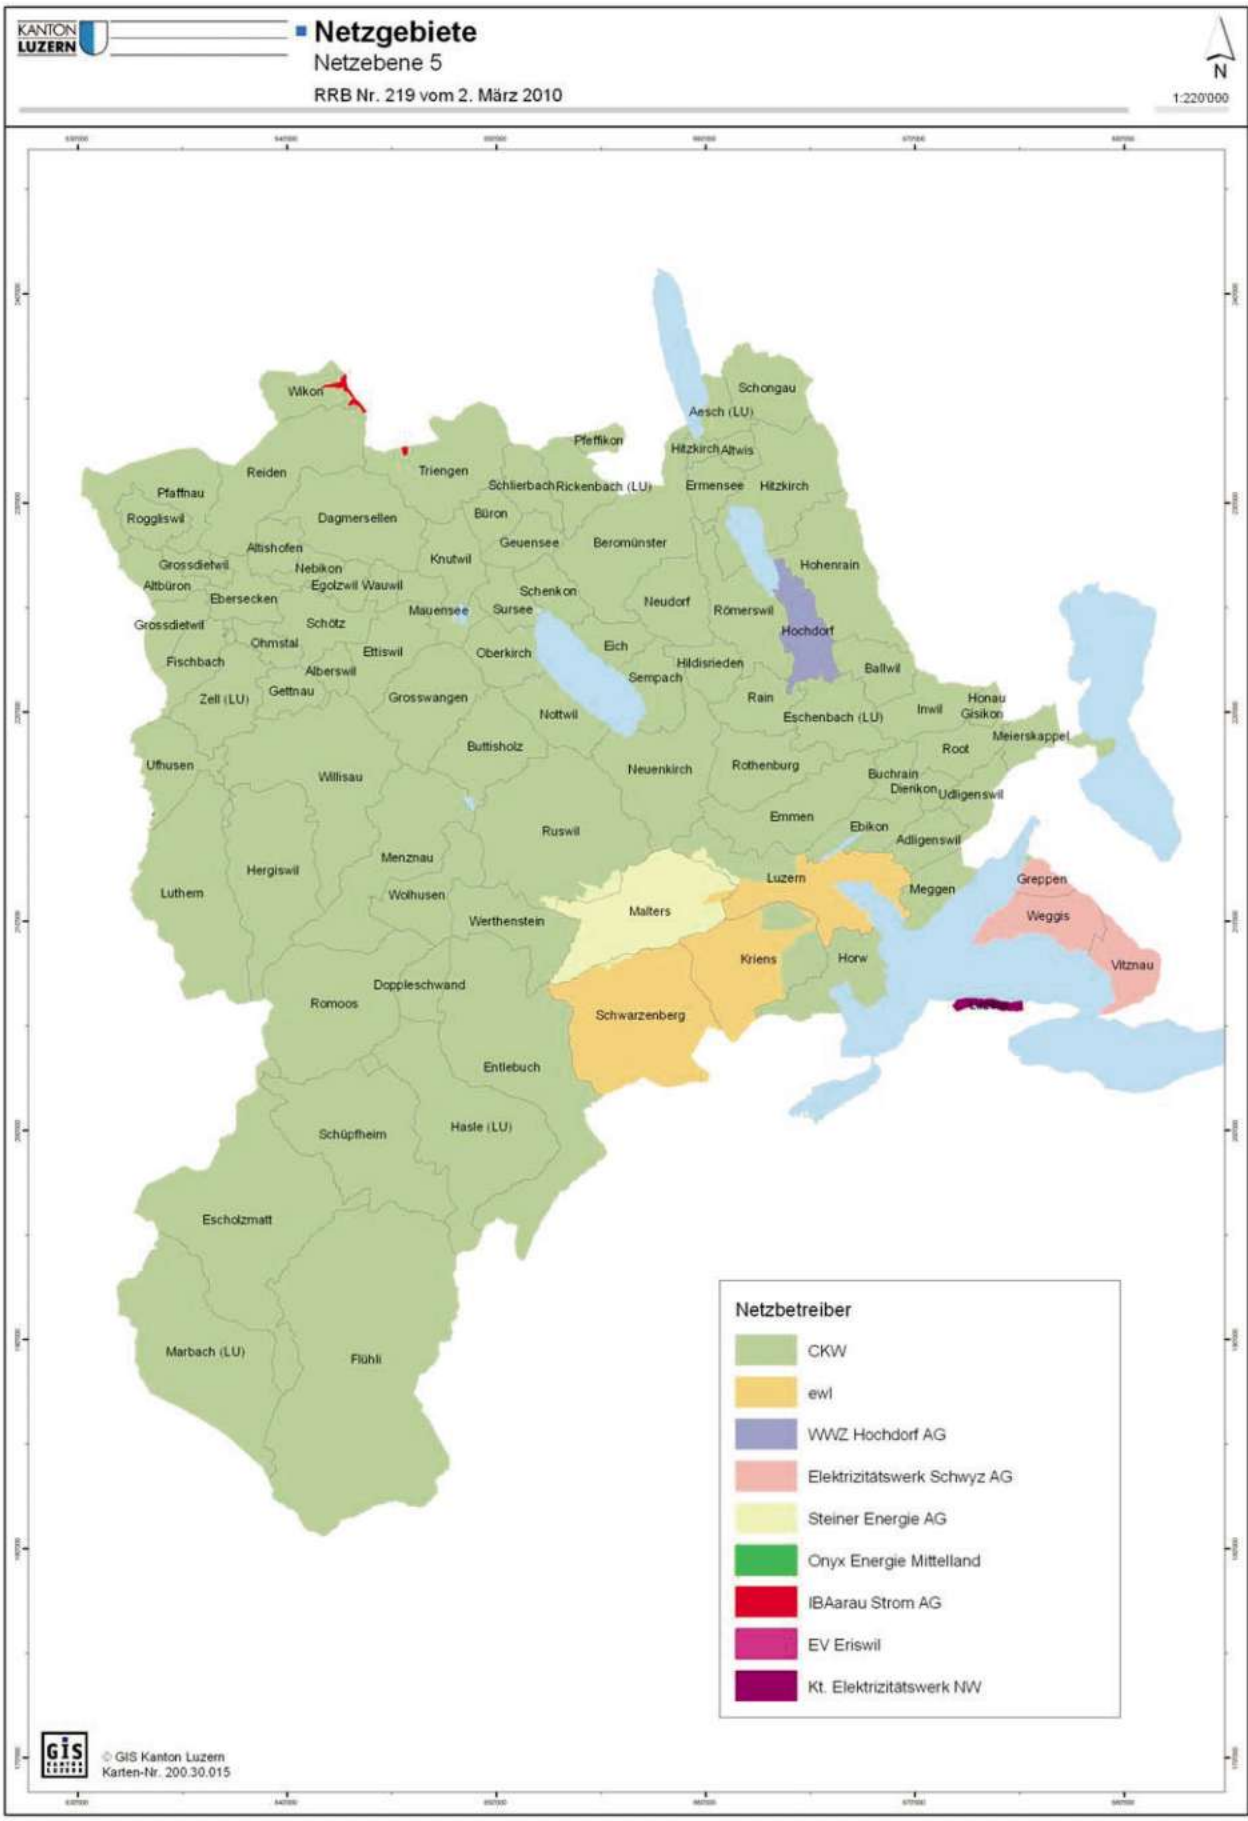 KANTON
LUZERN
Netzgebiete
Netzebene 5
RRB Nr. 219 vom 2. März 2010
N
1:220'000
Schongau
Wikon
Aesch (LU)
Pfeffikon
Hitzkirch Altwis
Reiden
Triengen
Schlierbach Rickenbach (LU)
Ermensee
Hitzkirch
Pfaffnau
Roggliswil
Dagmersellen
Büron
Altishofen
Geuensee
Beromünster
Knutwil
Grossdietwil
Nebikon
Hohenrain
Altbüron
Egolzwil Wauwil
Schenkon
Ebersecken
Mauensee
Sursee
Neudorf
Römerswil
Grossdietwil
Schötz
Hochdorf
Ohmstal
Ettiswil
Oberkirch
Eich
Fischbach
Alberswil
Hildisrieden
Ballwil
Sempach
Zell (LU)
Gettnau
Grosswangen
Rain
Honau
Nottwil
Eschenbach (LU)
Inwil
Gisikon
Meierskappel
Buttisholz
Root
Ufhusen
Willisau
Neuenkirch
Rothenburg
Buchrain
Dierikon
Udligenswil
Emmen
Ruswil
Ebikon
Adligenswil
Menznau
Hergiswil
Luzern
Greppen
Luthern
Wolhusen
Meggen
Malters
Weggis
Werthenstein
Kriens
Horw
Vitznau
Doppleschwand
Romoos
Schwarzenberg
Entlebuch
Schüpfheim
Hasle (LU)
Escholzmatt
Marbach (LU)
Flühli
Netzbetreiber
CKW
ewl
WWZ Hochdorf AG
Elektrizitätswerk Schwyz AG
Steiner Energie AG
Onyx Energie Mittelland
IBAarau Strom AG
EV Eriswil
Kt. Elektrizitätswerk NW
GIS
KANTON
LUZERN
© GIS Kanton Luzern
Karten-Nr. 200.30.015